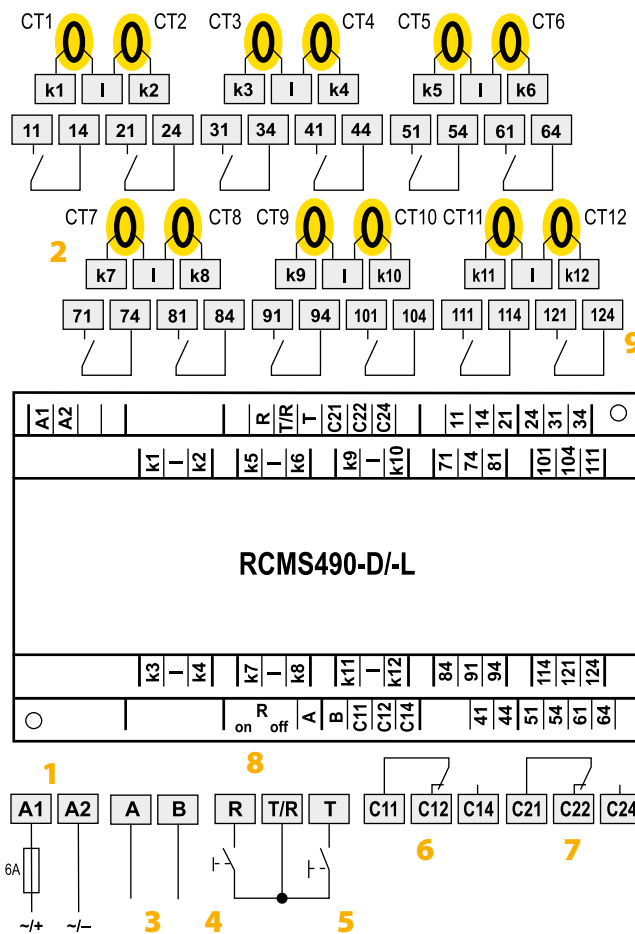 CT1 CT2 CT3 CT4 CT5 CT6
k1 I k2 k3 I k4 k5 I k6
11 14 21 24 31 34 41 44 51 54 61 64
CT7 CT8 CT9 CT10 CT11 CT12
2
k7 I k8 k9 I k10 k11 I k12
71 74 81 84 91 94 101 104 111 114 121 124
9
A1 A2 R T/R T C21 C22 C24 11 14 21 24 31 34
k1 I k2 k5 I k6 k9 I k10 71 74 81 101 104 111
RCMS490-D/-L
k3 I k4 k7 I k8 k11 I k12 84 91 94 114 121 124
on R off A B C11 C12 C14 41 44 51 54 61 64
1 8
A1 A2 A B R T/R T C11 C12 C14 C21 C22 C24
6 7
6A
~/+ ~/– 3 4 5